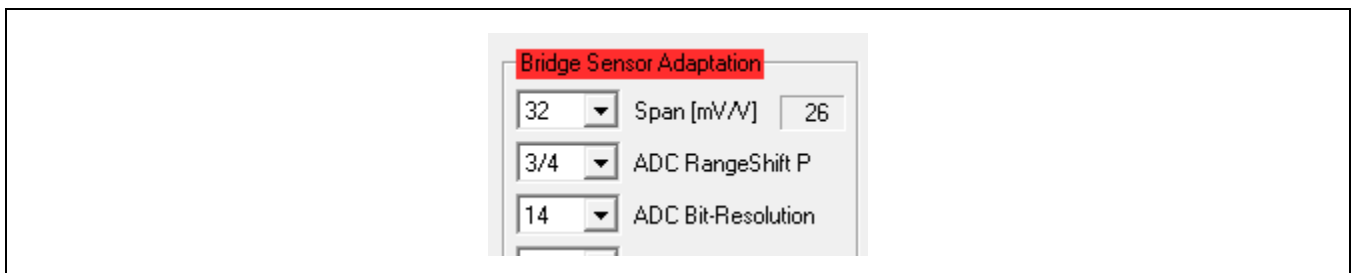 Bridge Sensor Adaptation
32 Span [mV/V] 26
3/4 ADC RangeShift P
14 ADC Bit-Resolution